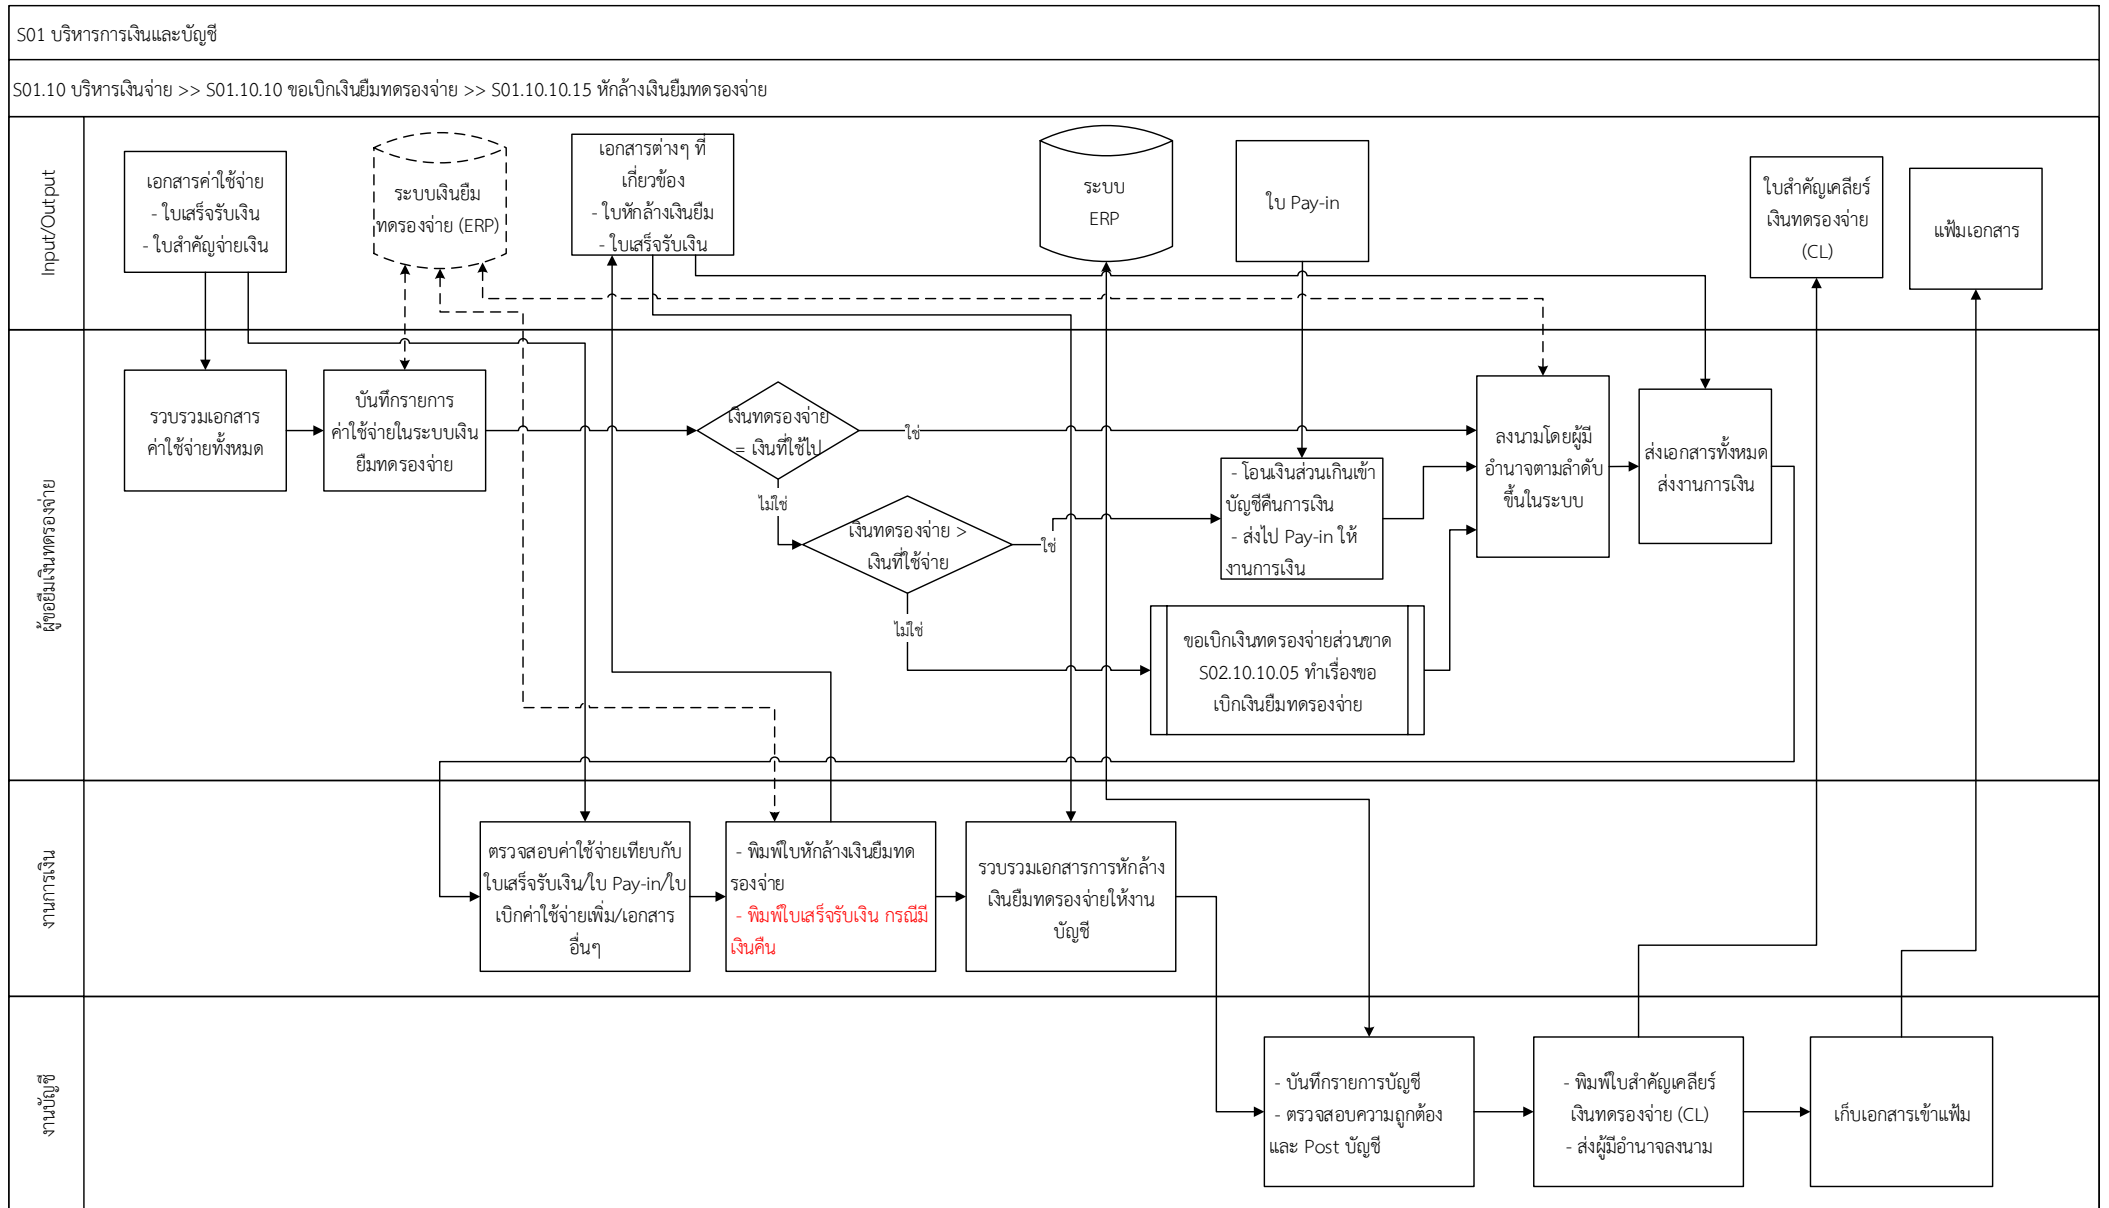 S01 บริหารการเงินและบัญชี
S01.10 บริหารเงินจ่าย >> S01.10.10 ขอเบิกเงินยืมทดรองจ่าย >> S01.10.10.15 หักล้างเงินยืมทดรองจ่าย
Input/Output
เอกสารค่าใช้จ่าย
- ใบเสร็จรับเงิน
- ใบสำคัญจ่ายเงิน
ระบบเงินยืม
ทดรองจ่าย (ERP)
เอกสารต่างๆ ที่
เกี่ยวข้อง
- ใบหักล้างเงินยืม
- ใบเสร็จรับเงิน
ระบบ
ERP
ใบ Pay-in
ใบสำคัญเคลียร์
เงินทดรองจ่าย
(CL)
แฟ้มเอกสาร
ผู้ขอยืมเงินทดรองจ่าย
รวบรวมเอกสาร
ค่าใช้จ่ายทั้งหมด
บันทึกรายการ
ค่าใช้จ่ายในระบบเงิน
ยืมทดรองจ่าย
เงินทดรองจ่าย
= เงินที่ใช้ไป
ใช่
ไม่ใช่
เงินทดรองจ่าย >
เงินที่ใช้จ่าย
ใช่
ไม่ใช่
- โอนเงินส่วนเกินเข้า
บัญชีคืนการเงิน
- ส่งไป Pay-in ให้
งานการเงิน
ขอเบิกเงินทดรองจ่ายส่วนขาด
S02.10.10.05 ทำเรื่องขอ
เบิกเงินยืมทดรองจ่าย
ลงนามโดยผู้มี
อำนาจตามลำดับ
ขึ้นในระบบ
ส่งเอกสารทั้งหมด
ส่งงานการเงิน
งานการเงิน
ตรวจสอบค่าใช้จ่ายเทียบกับ
ใบเสร็จรับเงิน/ใบ Pay-in/ใบ
เบิกค่าใช้จ่ายเพิ่ม/เอกสาร
อื่นๆ
- พิมพ์ใบหักล้างเงินยืมทด
รองจ่าย
- พิมพ์ใบเสร็จรับเงิน กรณีมี
เงินคืน
รวบรวมเอกสารการหักล้าง
เงินยืมทดรองจ่ายให้งาน
บัญชี
งานบัญชี
- บันทึกรายการบัญชี
- ตรวจสอบความถูกต้อง
และ Post บัญชี
- พิมพ์ใบสำคัญเคลียร์
เงินทดรองจ่าย (CL)
- ส่งผู้มีอำนาจลงนาม
เก็บเอกสารเข้าแฟ้ม